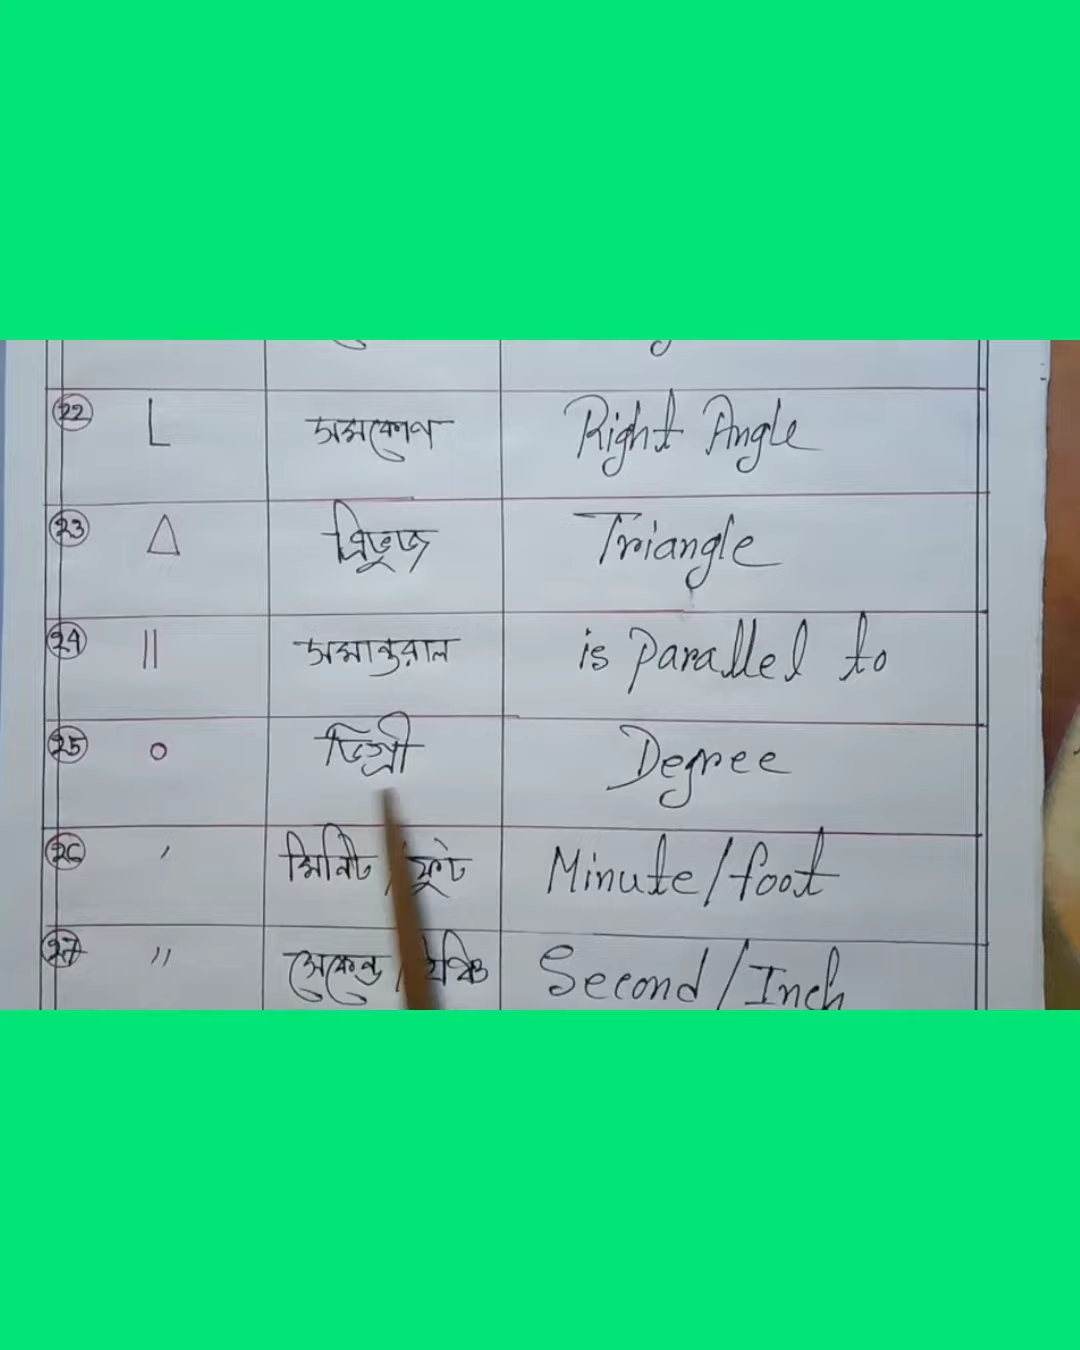 22 L সমকোণ Right Angle
23 Δ ত্রিভুজ Triangle
24 || সমান্তরাল is Parallel to
25 ° ডিগ্রী Degree
26 ′ মিনিট / ফুট Minute/foot
27 ″ সেকেন্ড / ইঞ্চি Second/Inch